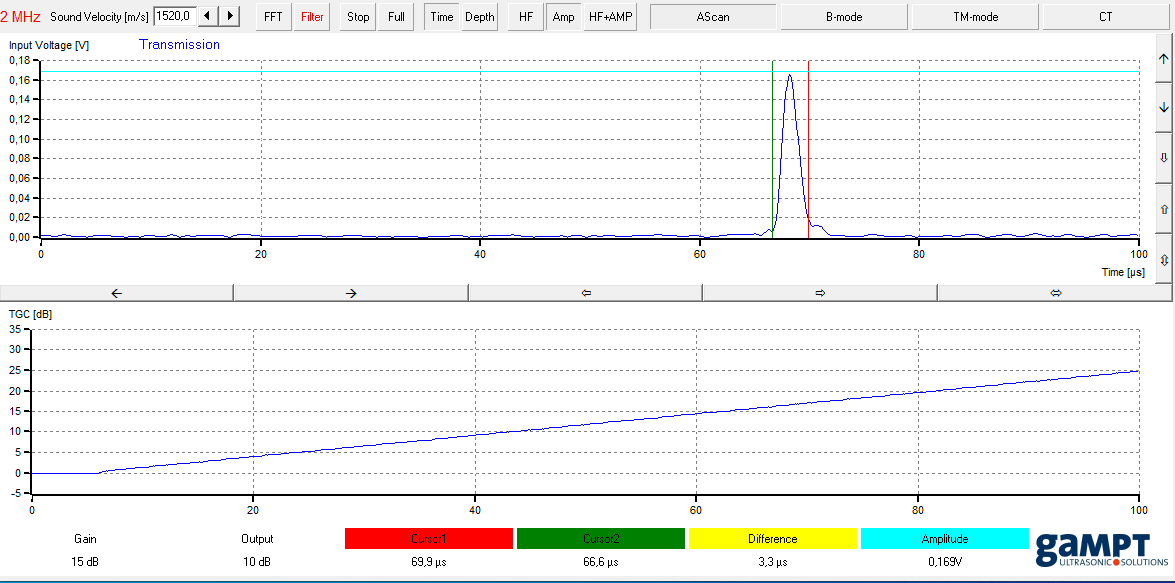 2 MHz Sound Velocity [m/s] 1520,0 FFT Filter Stop Full Time Depth HF Amp HF+AMP AScan B-mode TM-mode CT
Input Voltage [V] Transmission
0,18
0,16
0,14
0,12
0,10
0,08
0,06
0,04
0,02
0,00
0 20 40 60 80 100
Time [µs]
TGC [dB]
35
30
25
20
15
10
5
0
-5
0 20 40 60 80 100
Gain Output Cursor1 Cursor2 Difference Amplitude
15 dB 10 dB 69,9 µs 66,6 µs 3,3 µs 0,169V
gAMPT
ULTRASONIC SOLUTIONS